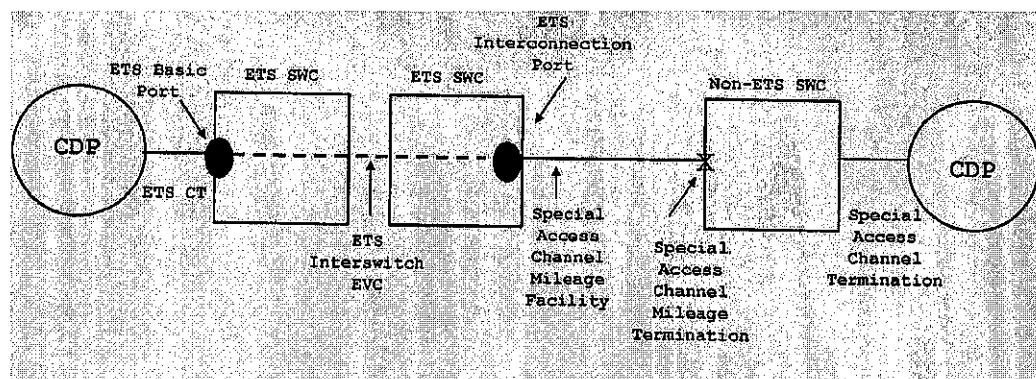 ETS
Interconnection
Port
ETS Basic
Port
ETS SWC
ETS SWC
Non-ETS SWC
CDP
CDP
ETS CT
ETS
Interswitch
EVC
Special
Access
Channel
Mileage
Facility
Special
Access
Channel
Mileage
Termination
Special
Access
Channel
Termination